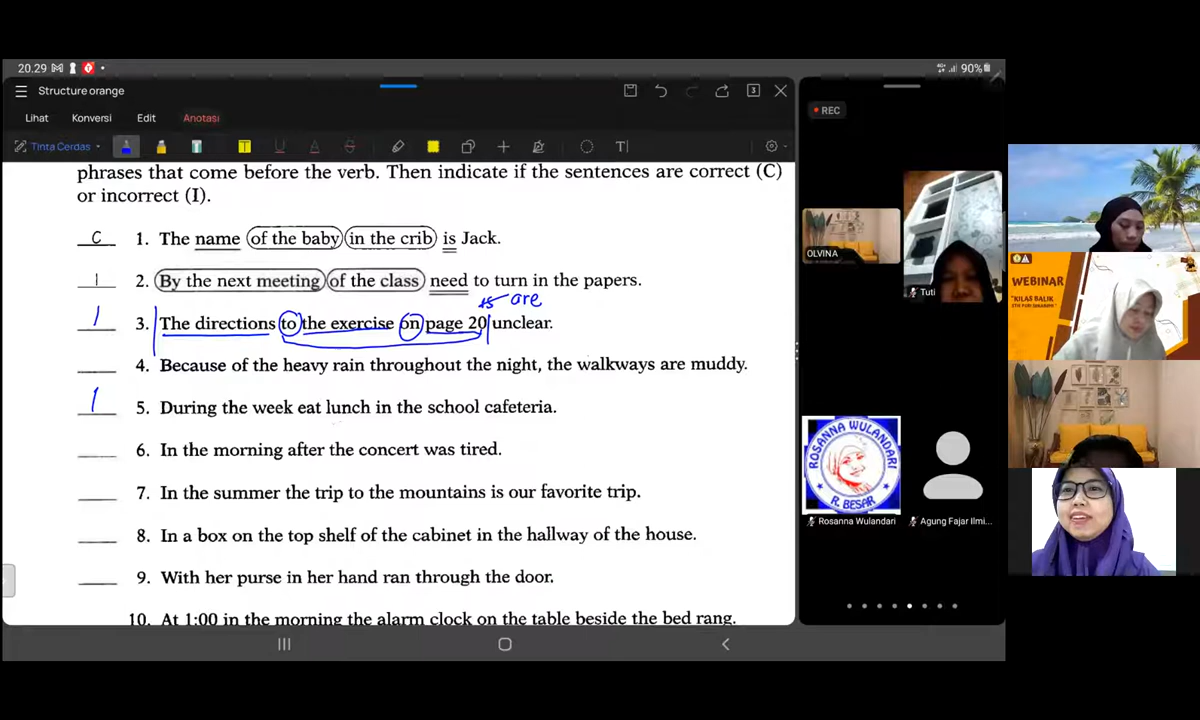 20.29
90%
Structure orange
3
Lihat Konversi Edit Anotasi
Tinta Cerdas
phrases that come before the verb. Then indicate if the sentences are correct (C)
or incorrect (I).
C 1. The name of the baby in the crib is Jack.
I 2. By the next meeting of the class need to turn in the papers.
are
I 3. The directions to the exercise on page 20 unclear.
4. Because of the heavy rain throughout the night, the walkways are muddy.
I 5. During the week eat lunch in the school cafeteria.
6. In the morning after the concert was tired.
7. In the summer the trip to the mountains is our favorite trip.
8. In a box on the top shelf of the cabinet in the hallway of the house.
9. With her purse in her hand ran through the door.
10. At 1:00 in the morning the alarm clock on the table beside the bed rang.
REC
OLVINA
Tuti
ROSANNA WULANDARI
R. BESAR
Rosanna Wulandari
Agung Fajar Ilmi...
WEBINAR
"KILAS BALIK